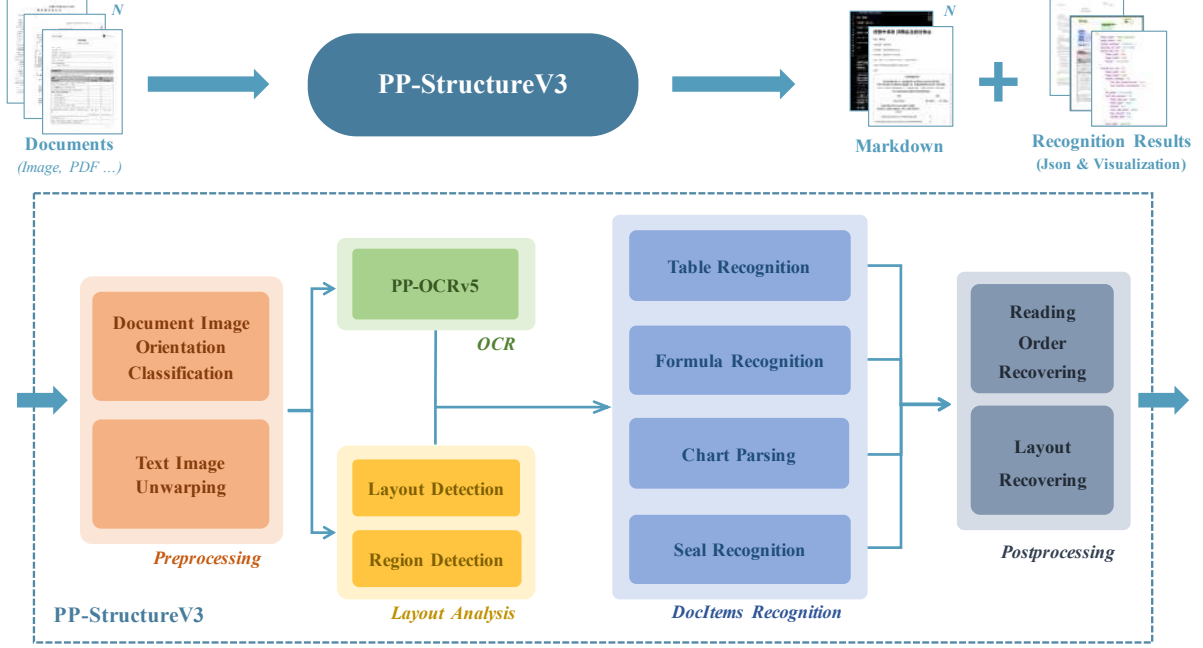 N
Documents
(Image, PDF ...)
PP-StructureV3
N
Markdown
Recognition Results
(Json & Visualization)
Document Image
Orientation
Classification
Text Image
Unwarping
Preprocessing
PP-OCRv5
OCR
Layout Detection
Region Detection
Layout Analysis
Table Recognition
Formula Recognition
Chart Parsing
Seal Recognition
DocItems Recognition
Reading
Order
Recovering
Layout
Recovering
Postprocessing
PP-StructureV3